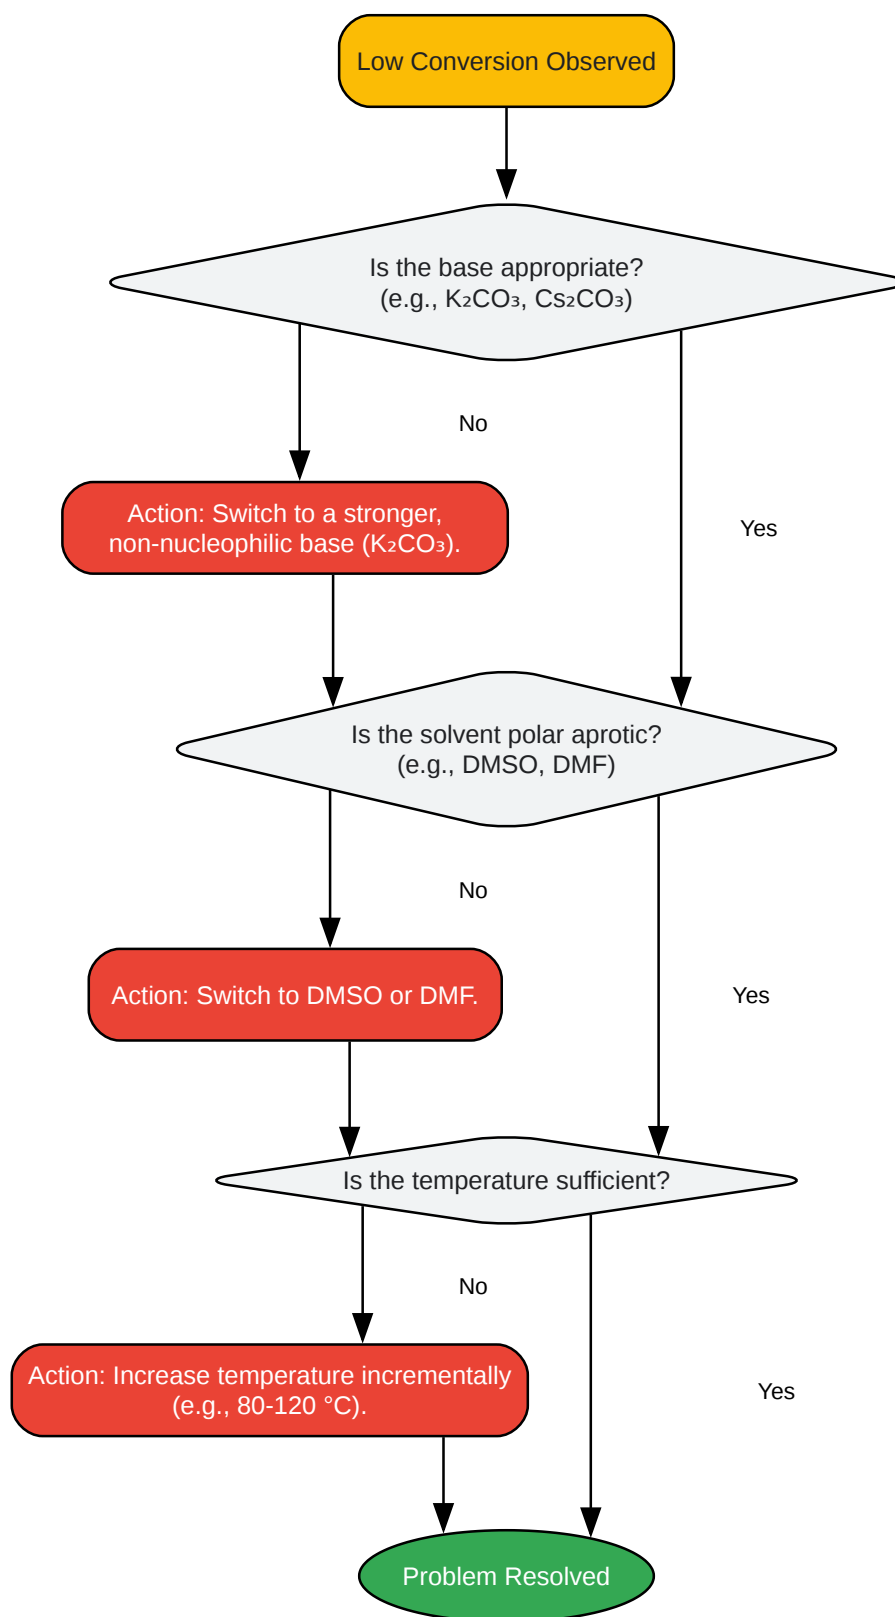 Low Conversion Observed
Is the base appropriate?
(e.g., K₂CO₃, Cs₂CO₃)
No
Action: Switch to a stronger,
non-nucleophilic base (K₂CO₃).
Yes
Is the solvent polar aprotic?
(e.g., DMSO, DMF)
No
Action: Switch to DMSO or DMF.
Yes
Is the temperature sufficient?
No
Action: Increase temperature incrementally
(e.g., 80-120 °C).
Yes
Problem Resolved